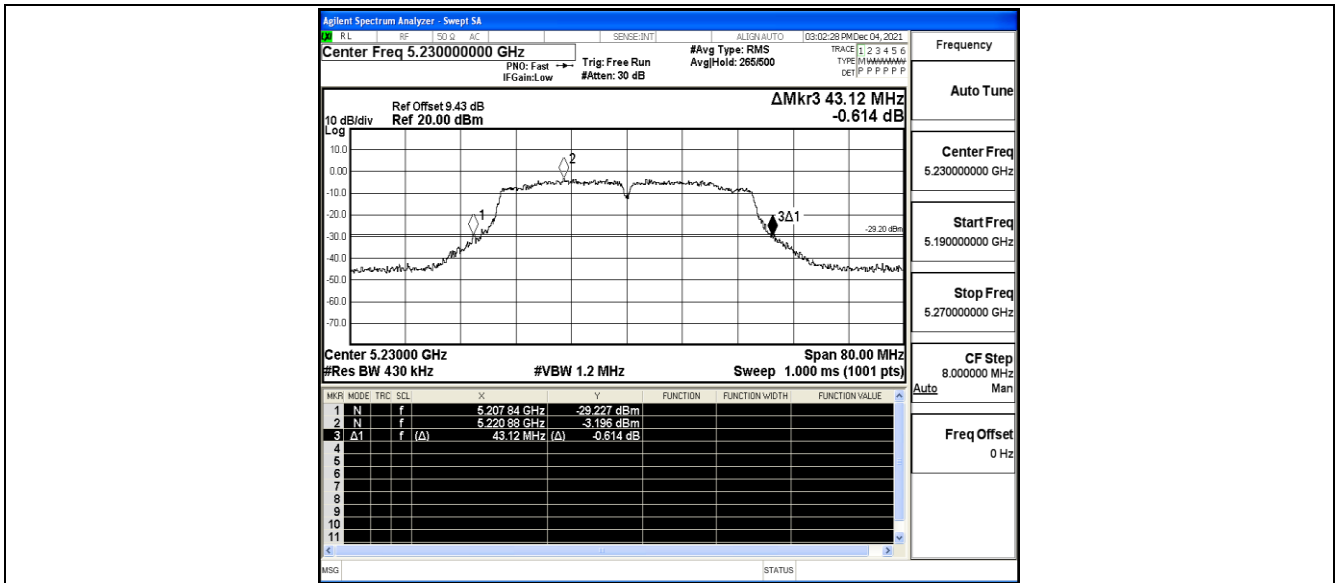 Agilent Spectrum Analyzer - Swept SA
RL RF 50 Ω AC SENSE:INT ALIGNAUTO 03:02:28 PMDec 04, 2021
Center Freq 5.230000000 GHz
PNO: Fast
IFGain:Low
Trig: Free Run
#Atten: 30 dB
#Avg Type: RMS
Avg|Hold: 265/500
TRACE 1 2 3 4 5 6
TYPE
DET P P P P P P
ΔMkr3 43.12 MHz
-0.614 dB
Ref Offset 9.43 dB
10 dB/div Ref 20.00 dBm
Log
10.0
0.00
-10.0
-20.0
-30.0
-40.0
-50.0
-60.0
-70.0
1
2
3Δ1
-29.20 dBm
Center 5.23000 GHz Span 80.00 MHz
#Res BW 430 kHz #VBW 1.2 MHz Sweep 1.000 ms (1001 pts)
MKR MODE TRC SCL X Y FUNCTION FUNCTION WIDTH FUNCTION VALUE
1 N f 5.207 84 GHz -29.227 dBm
2 N f 5.220 88 GHz -3.196 dBm
3 Δ1 f (Δ) 43.12 MHz (Δ) -0.614 dB
4
5
6
7
8
9
10
11
MSG STATUS
Frequency
Auto Tune
Center Freq
5.230000000 GHz
Start Freq
5.190000000 GHz
Stop Freq
5.270000000 GHz
CF Step
8.000000 MHz
Auto Man
Freq Offset
0 Hz